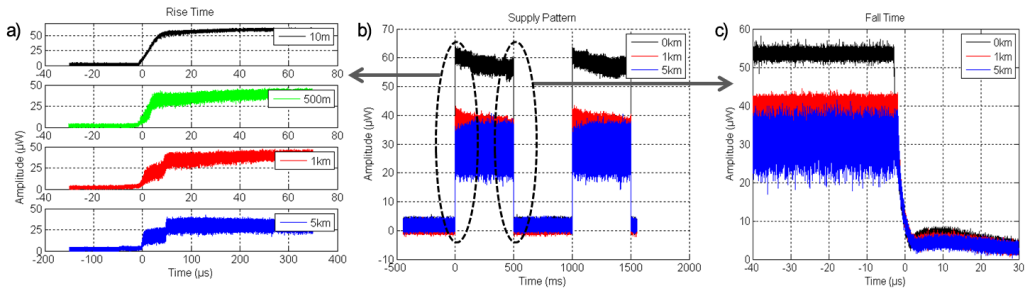 a)
Rise Time
50
25
0
10m
-40 -20 0 20 40 60 80
50
25
0
500m
-40 -20 0 20 40 60 80
50
25
0
1km
-40 -20 0 20 40 60 80
50
25
0
5km
-200 -100 0 100 200 300 400
Amplitude (µW)
Time (µs)
b)
Supply Pattern
70
60
50
40
30
20
10
0
-10
0km
1km
5km
-500 0 500 1000 1500 2000
Amplitude (µW)
Time (ms)
c)
Fall Time
60
50
40
30
20
10
0
0km
1km
5km
-40 -30 -20 -10 0 10 20 30
Amplitude (µW)
Time (µs)